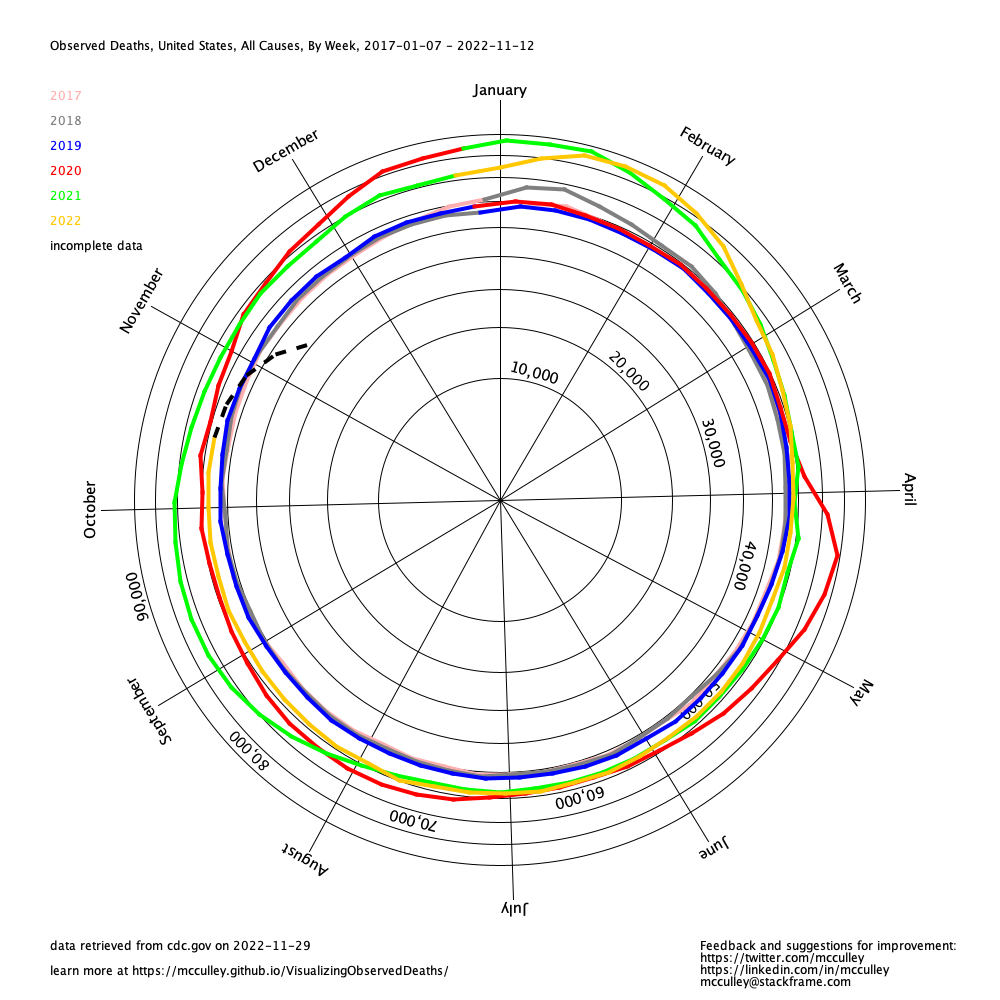 Observed Deaths, United States, All Causes, By Week, 2017-01-07 - 2022-11-12
January
2017
2018
2019
2020
2021
2022
incomplete data
December
February
November
March
10,000
20,000
30,000
October
April
40,000
90,000
50,000
September
May
80,000
60,000
70,000
August
June
July
data retrieved from cdc.gov on 2022-11-29
learn more at https://mcculley.github.io/VisualizingObservedDeaths/
Feedback and suggestions for improvement:
https://twitter.com/mcculley
https://linkedin.com/in/mcculley
mcculley@stackframe.com